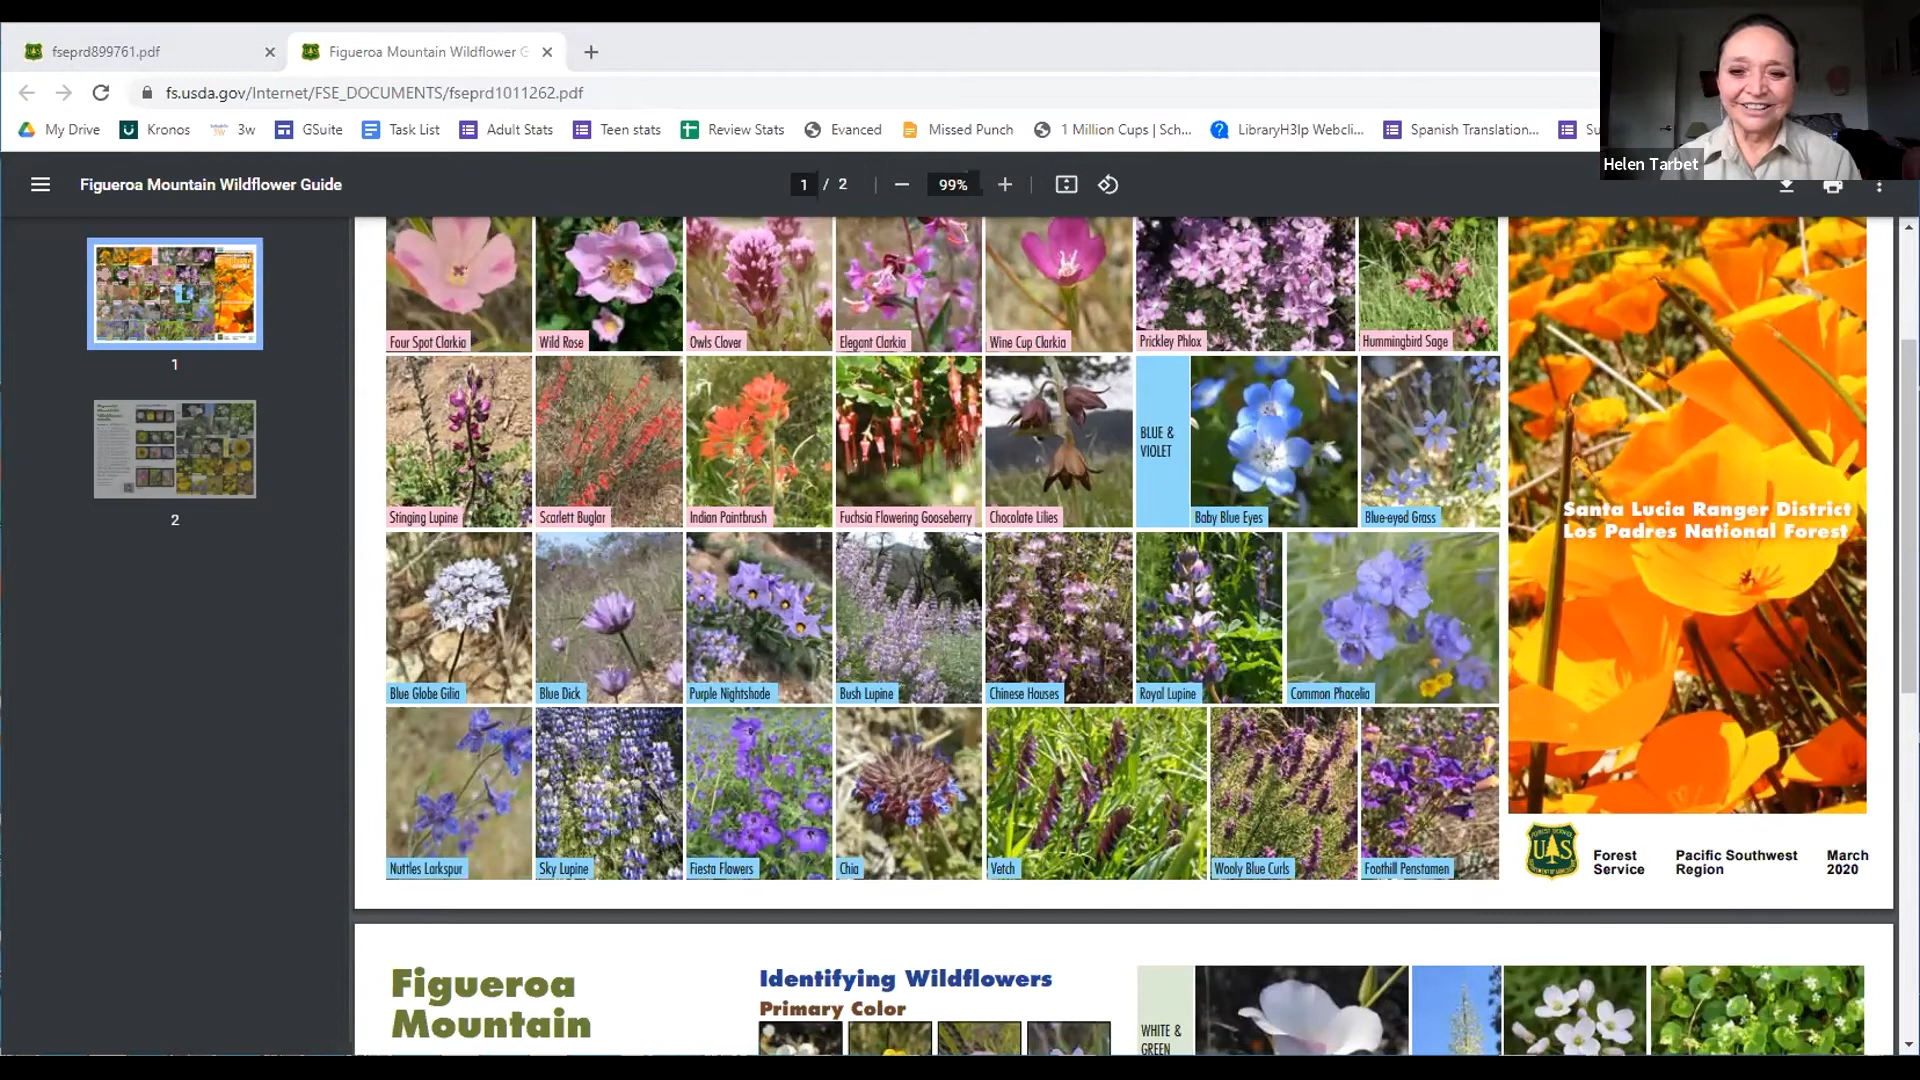 fseprd899761.pdf
Figueroa Mountain Wildflower G
fs.usda.gov/Internet/FSE_DOCUMENTS/fseprd1011262.pdf
My Drive
Kronos
3w
GSuite
Task List
Adult Stats
Teen stats
Review Stats
Evanced
Missed Punch
1 Million Cups | Sch...
LibraryH3lp Webcli...
Spanish Translation...
Su
Helen Tarbet
Figueroa Mountain Wildflower Guide
1 / 2
99%
1
2
Four Spot Clarkia
Wild Rose
Owls Clover
Elegant Clarkia
Wine Cup Clarkia
Prickley Phlox
Hummingbird Sage
Stinging Lupine
Scarlett Buglar
Indian Paintbrush
Fuchsia Flowering Gooseberry
Chocolate Lilies
BLUE &
VIOLET
Baby Blue Eyes
Blue-eyed Grass
Santa Lucia Ranger District
Los Padres National Forest
Blue Globe Gilia
Blue Dick
Purple Nightshade
Bush Lupine
Chinese Houses
Royal Lupine
Common Phacelia
Nuttles Larkspur
Sky Lupine
Fiesta Flowers
Chia
Vetch
Wooly Blue Curls
Foothill Penstamen
US
Forest
Service
Pacific Southwest
Region
March
2020
Figueroa
Mountain
Identifying Wildflowers
Primary Color
WHITE &
GREEN